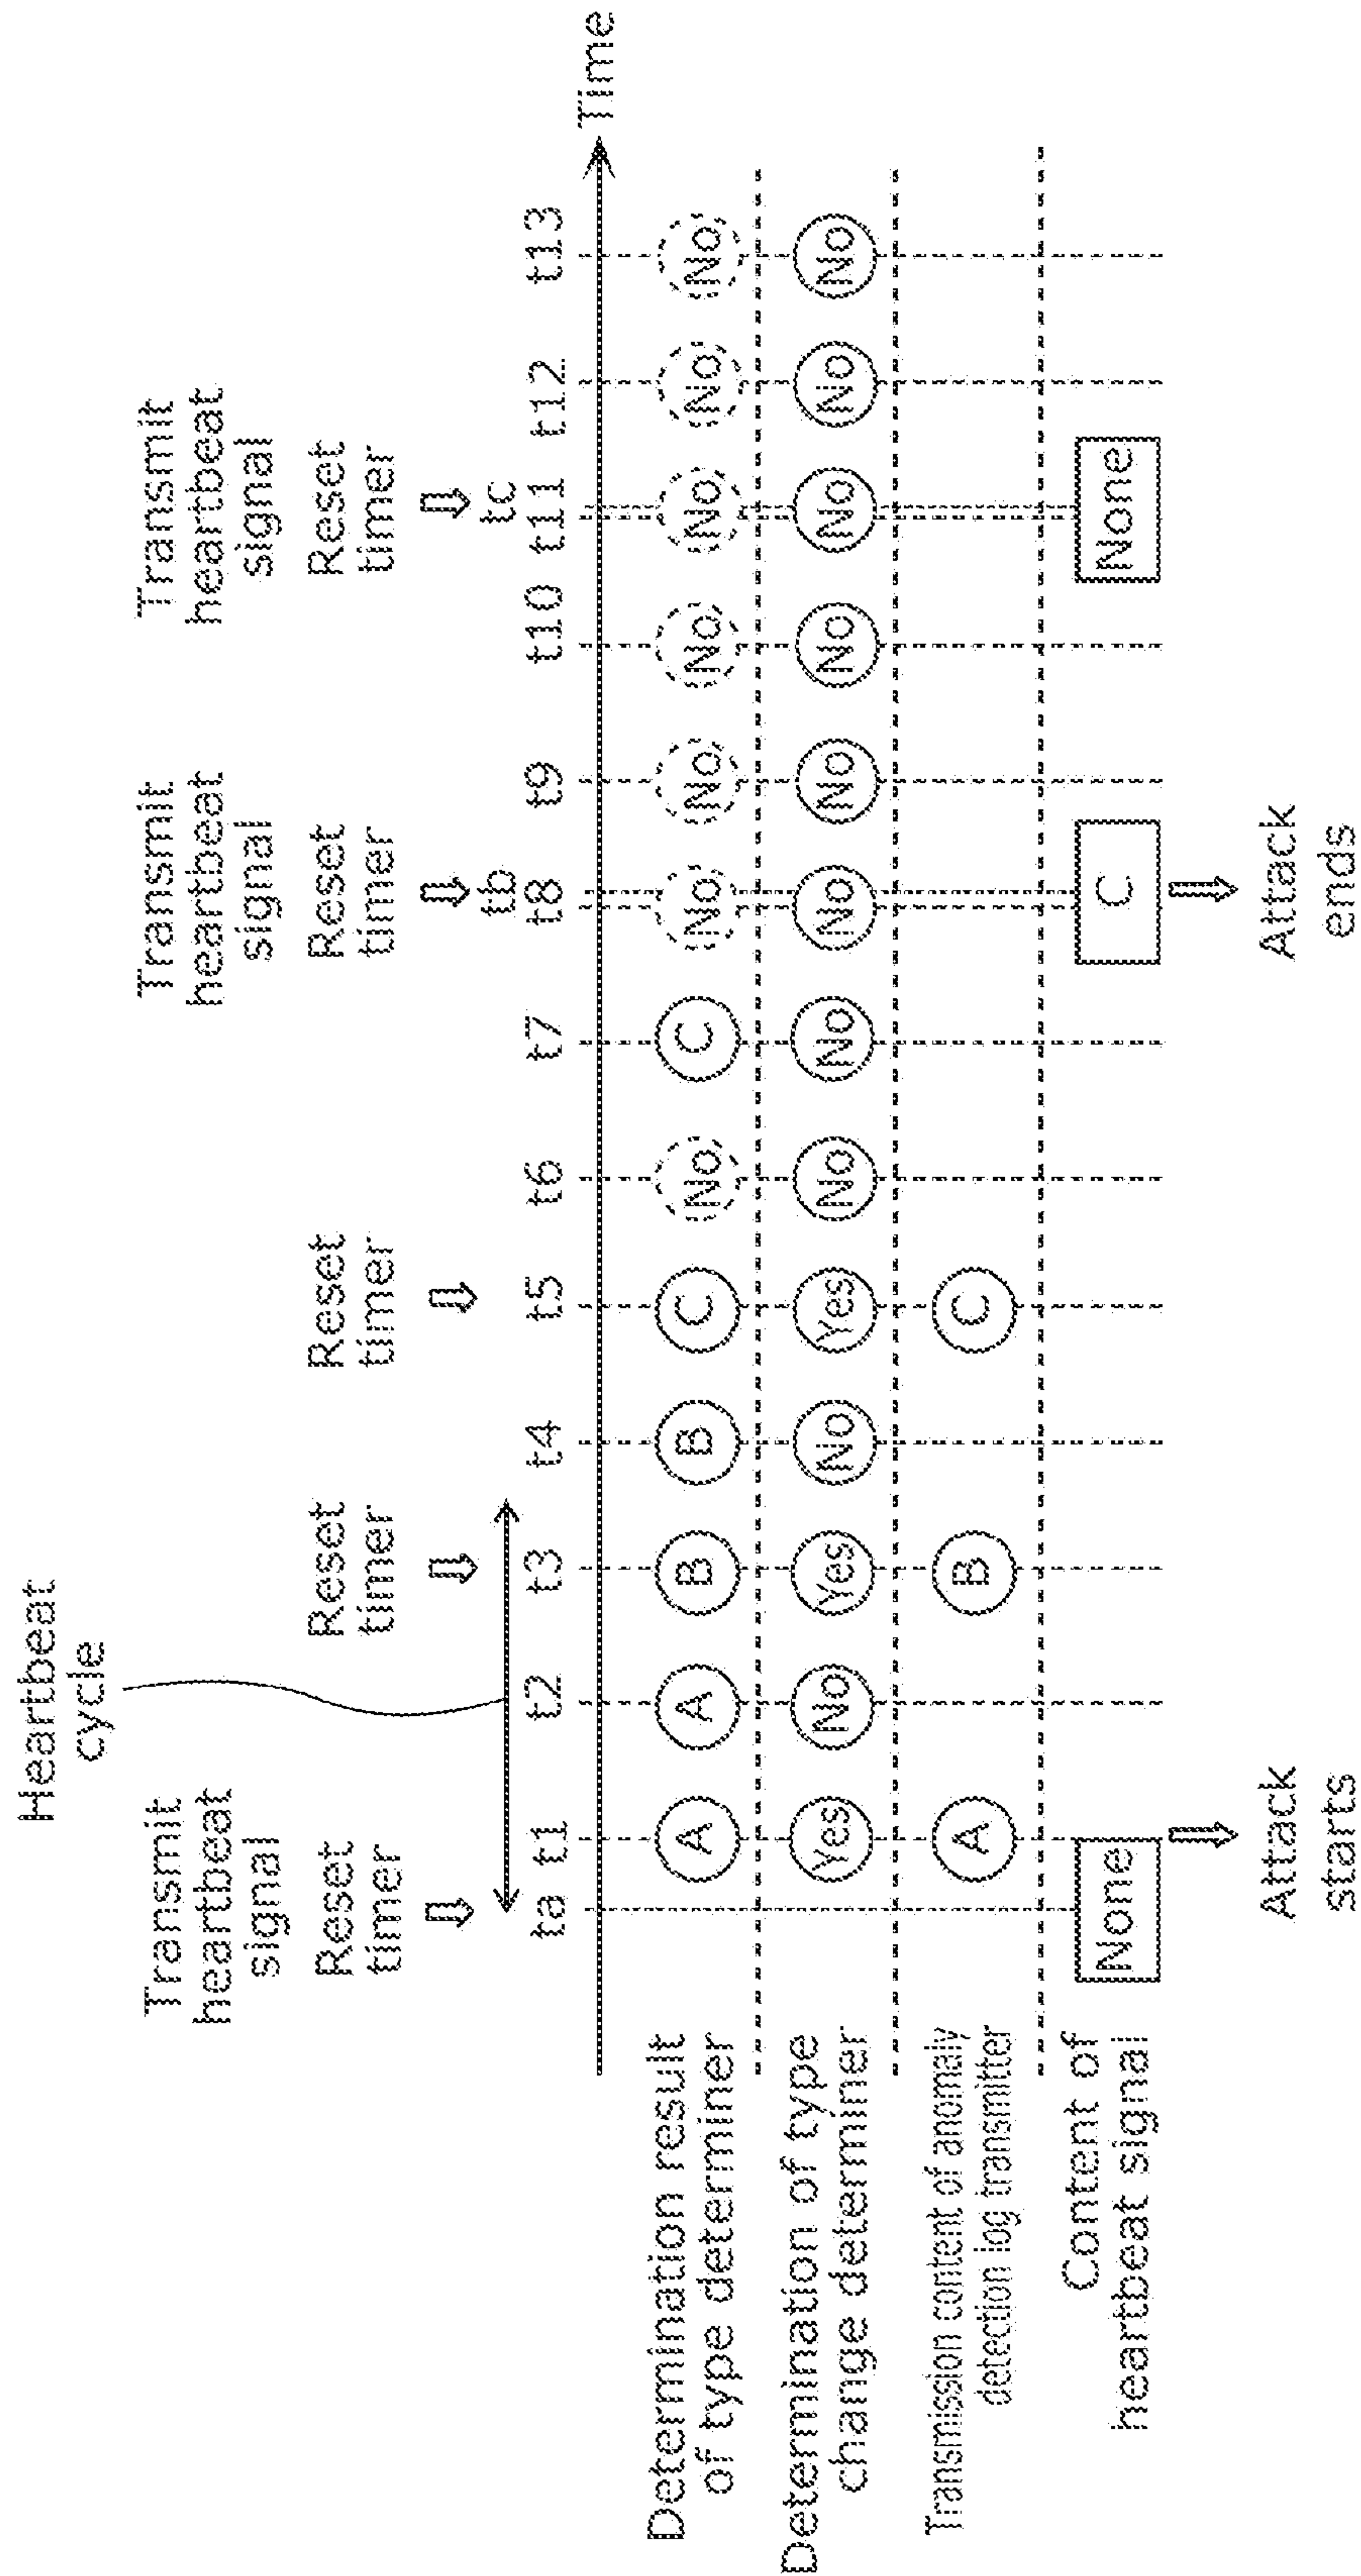 Heartbeat
cycle
Transmit
heartbeat
signal
Transmit
heartbeat
signal
Transmit
heartbeat
signal
Reset
timer
Reset
timer
Reset
timer
Reset
timer
Reset
timer
tb
tc
ta t1 t2 t3 t4 t5 t6 t7 t8 t9 t10 t11 t12 t13
Time
Determination result
of type determiner
A A B B C No C No No No No No No
Determination of type
change determiner
Yes No Yes No Yes No No No No No No No No
Transmission content of anomaly
detection log transmitter
A B C
Content of
heartbeat signal
None C None
Attack
starts
Attack
ends